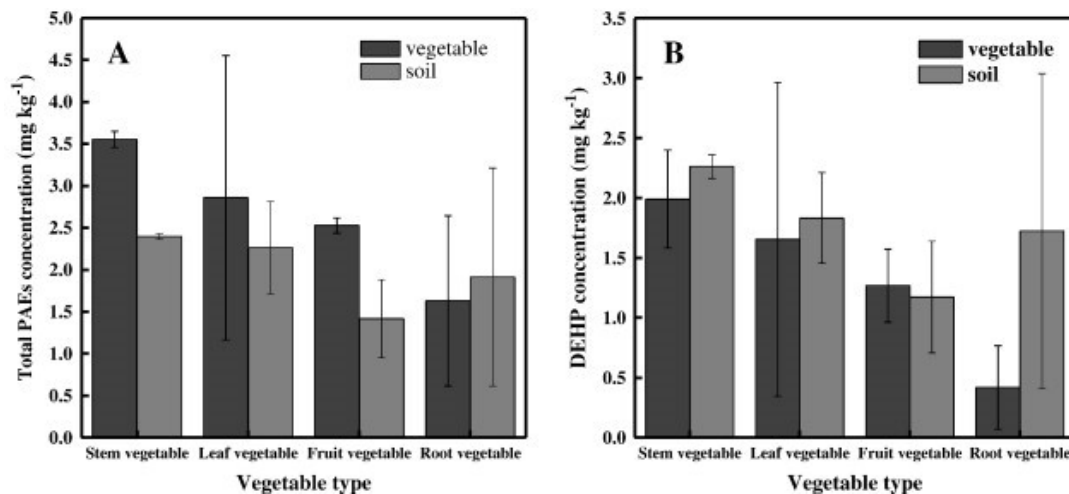 A
vegetable
soil
Total PAEs concentration (mg kg⁻¹)
5.0
4.5
4.0
3.5
3.0
2.5
2.0
1.5
1.0
0.5
0.0
Stem vegetable Leaf vegetable Fruit vegetable Root vegetable
Vegetable type
B
vegetable
soil
DEHP concentration (mg kg⁻¹)
3.5
3.0
2.5
2.0
1.5
1.0
0.5
0.0
Stem vegetable Leaf vegetable Fruit vegetable Root vegetable
Vegetable type